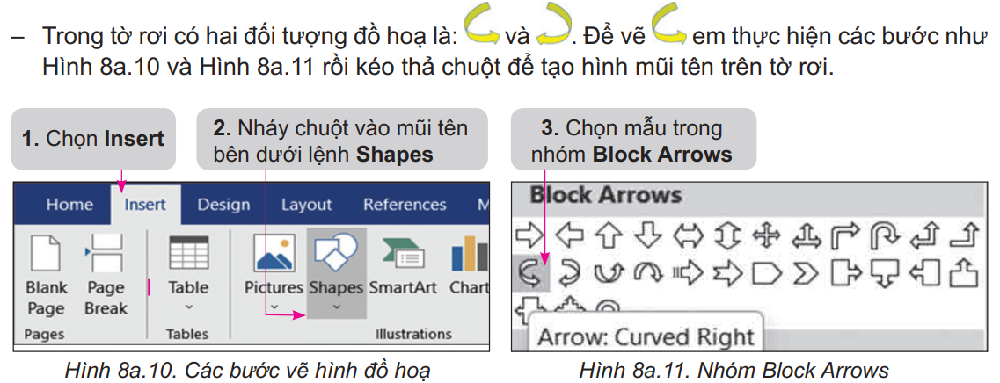 – Trong tờ rơi có hai đối tượng đồ hoạ là: và . Để vẽ em thực hiện các bước như
Hình 8a.10 và Hình 8a.11 rồi kéo thả chuột để tạo hình mũi tên trên tờ rơi.
1. Chọn Insert
2. Nháy chuột vào mũi tên
bên dưới lệnh Shapes
3. Chọn mẫu trong
nhóm Block Arrows
Home Insert Design Layout References M
Blank Page Table Pictures Shapes SmartArt Chart
Page Break
Pages Tables Illustrations
Block Arrows
Arrow: Curved Right
Hình 8a.10. Các bước vẽ hình đồ hoạ
Hình 8a.11. Nhóm Block Arrows